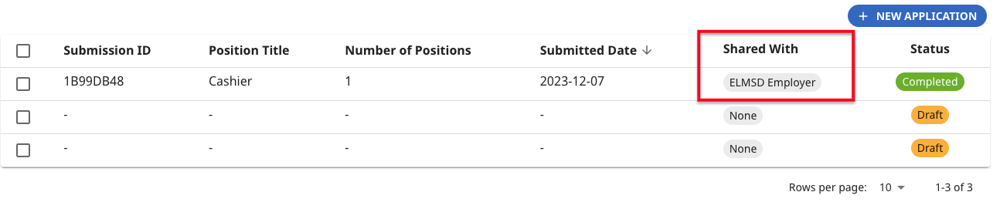 + NEW APPLICATION
Submission ID Position Title Number of Positions Submitted Date ↓ Shared With Status
1B99DB48 Cashier 1 2023-12-07 ELMSD Employer Completed
- - - - None Draft
- - - - None Draft
Rows per page: 10 1-3 of 3